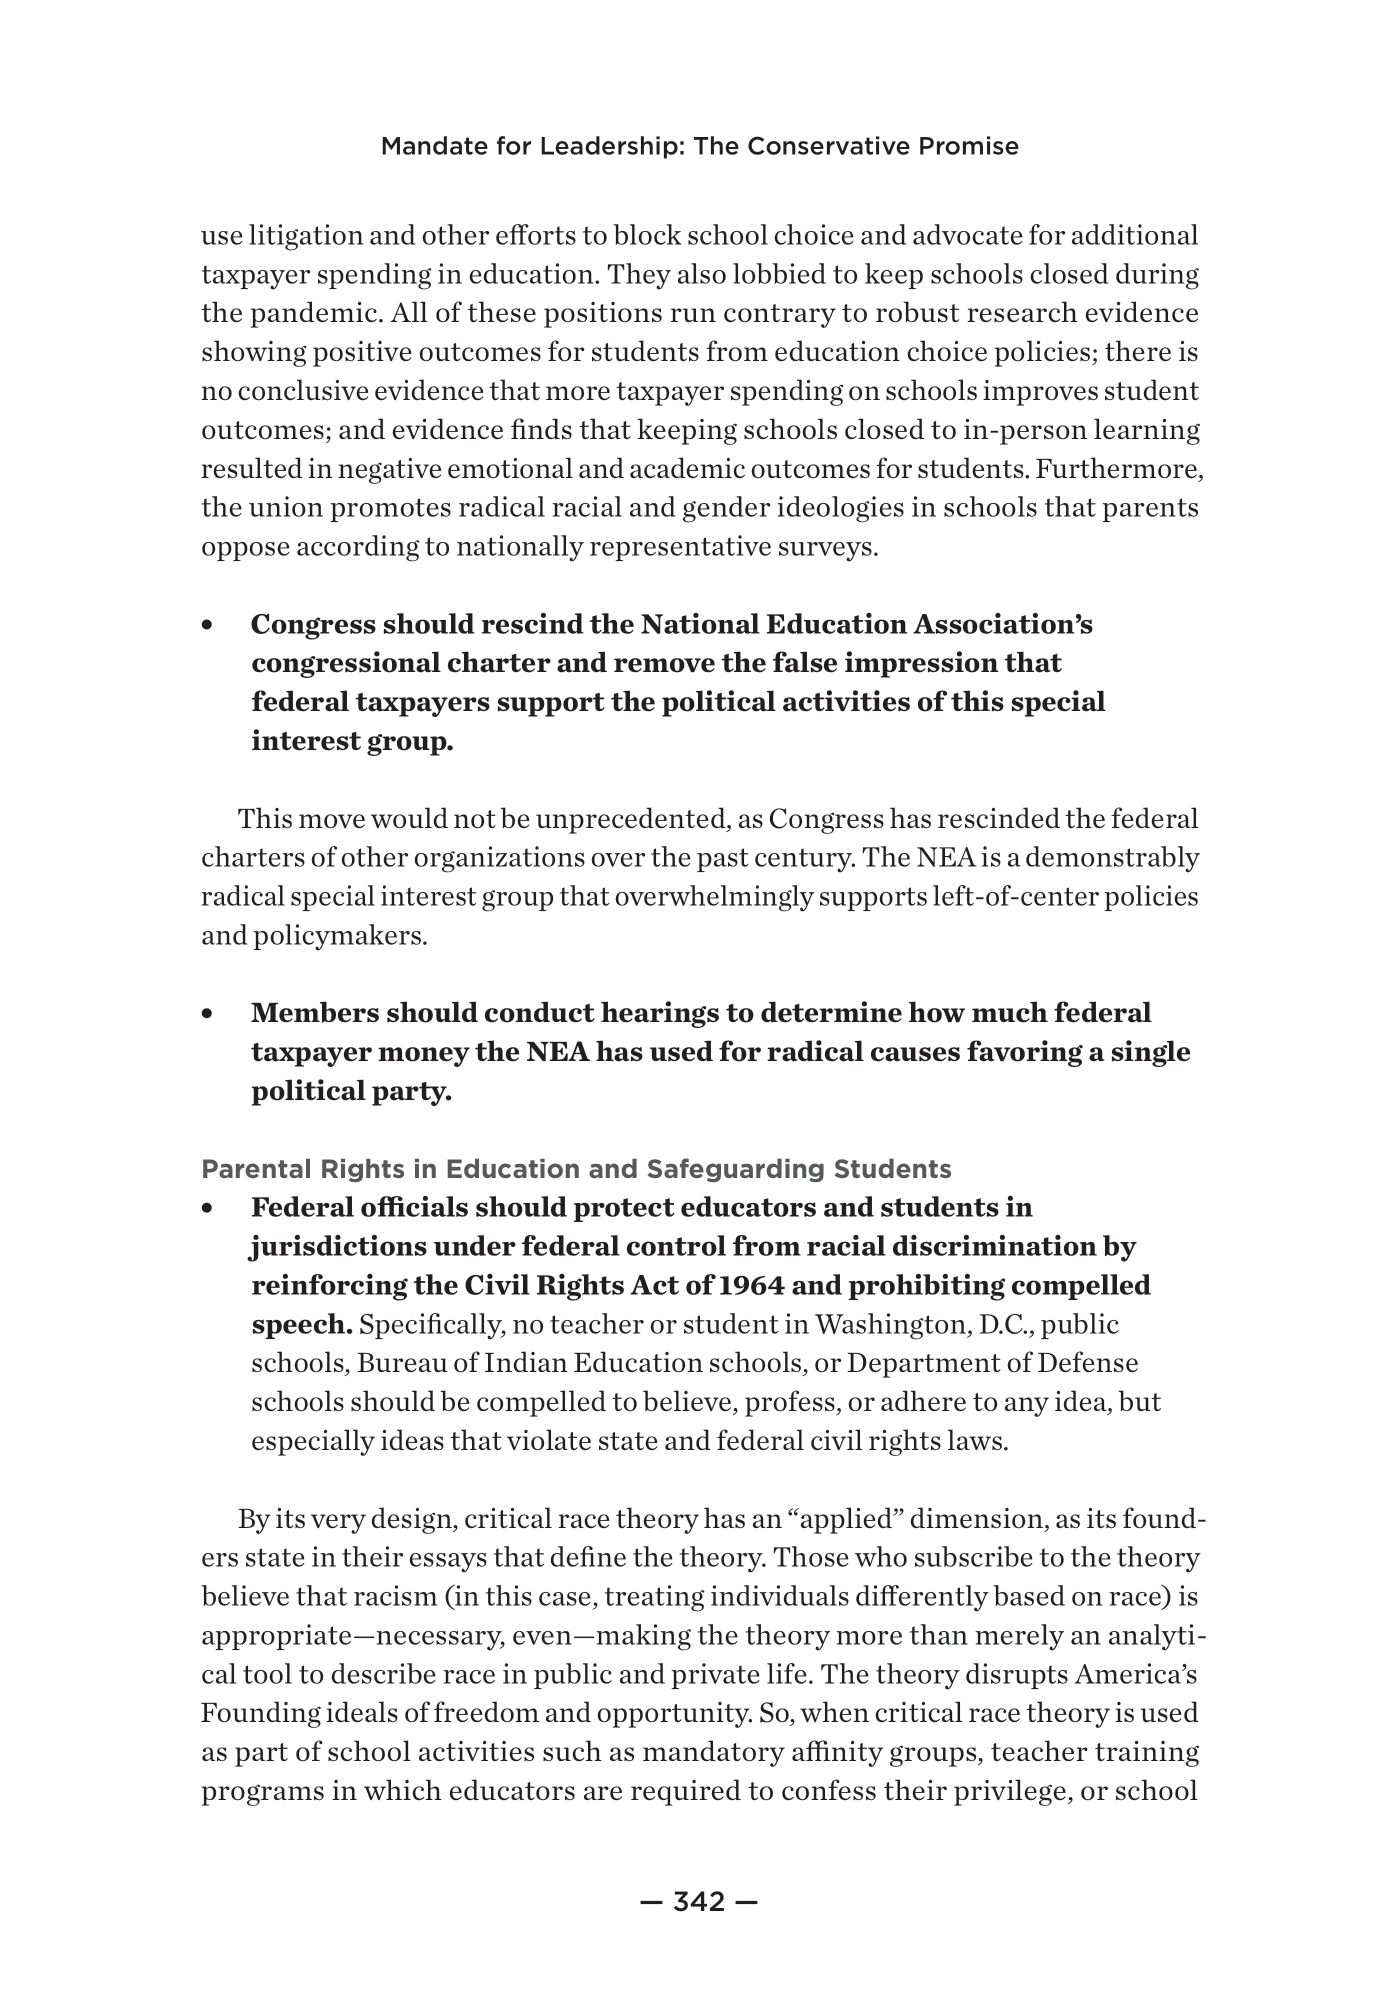 Mandate for Leadership: The Conservative Promise
use litigation and other efforts to block school choice and advocate for additional
taxpayer spending in education. They also lobbied to keep schools closed during
the pandemic. All of these positions run contrary to robust research evidence
showing positive outcomes for students from education choice policies; there is
no conclusive evidence that more taxpayer spending on schools improves student
outcomes; and evidence finds that keeping schools closed to in-person learning
resulted in negative emotional and academic outcomes for students. Furthermore,
the union promotes radical racial and gender ideologies in schools that parents
oppose according to nationally representative surveys.
• Congress should rescind the National Education Association’s
congressional charter and remove the false impression that
federal taxpayers support the political activities of this special
interest group.
This move would not be unprecedented, as Congress has rescinded the federal
charters of other organizations over the past century. The NEA is a demonstrably
radical special interest group that overwhelmingly supports left-of-center policies
and policymakers.
• Members should conduct hearings to determine how much federal
taxpayer money the NEA has used for radical causes favoring a single
political party.
Parental Rights in Education and Safeguarding Students
• Federal officials should protect educators and students in
jurisdictions under federal control from racial discrimination by
reinforcing the Civil Rights Act of 1964 and prohibiting compelled
speech. Specifically, no teacher or student in Washington, D.C., public
schools, Bureau of Indian Education schools, or Department of Defense
schools should be compelled to believe, profess, or adhere to any idea, but
especially ideas that violate state and federal civil rights laws.
By its very design, critical race theory has an “applied” dimension, as its found-
ers state in their essays that define the theory. Those who subscribe to the theory
believe that racism (in this case, treating individuals differently based on race) is
appropriate—necessary, even—making the theory more than merely an analyti-
cal tool to describe race in public and private life. The theory disrupts America’s
Founding ideals of freedom and opportunity. So, when critical race theory is used
as part of school activities such as mandatory affinity groups, teacher training
programs in which educators are required to confess their privilege, or school
— 342 —